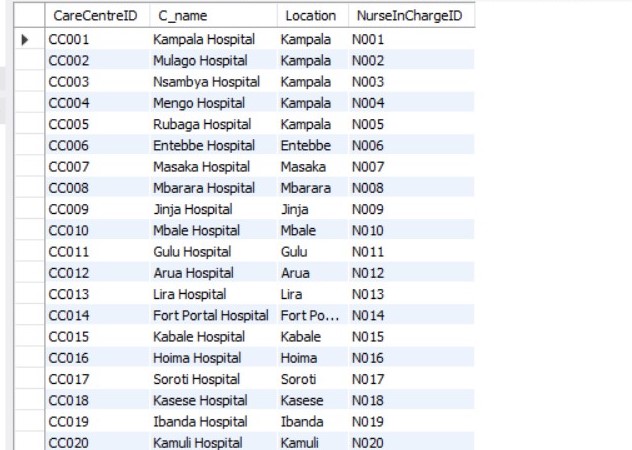 CareCentreID C_name Location NurseInChargeID
CC001 Kampala Hospital Kampala N001
CC002 Mulago Hospital Kampala N002
CC003 Nsambya Hospital Kampala N003
CC004 Mengo Hospital Kampala N004
CC005 Rubaga Hospital Kampala N005
CC006 Entebbe Hospital Entebbe N006
CC007 Masaka Hospital Masaka N007
CC008 Mbarara Hospital Mbarara N008
CC009 Jinja Hospital Jinja N009
CC010 Mbale Hospital Mbale N010
CC011 Gulu Hospital Gulu N011
CC012 Arua Hospital Arua N012
CC013 Lira Hospital Lira N013
CC014 Fort Portal Hospital Fort Po... N014
CC015 Kabale Hospital Kabale N015
CC016 Hoima Hospital Hoima N016
CC017 Soroti Hospital Soroti N017
CC018 Kasese Hospital Kasese N018
CC019 Ibanda Hospital Ibanda N019
CC020 Kamuli Hospital Kamuli N020